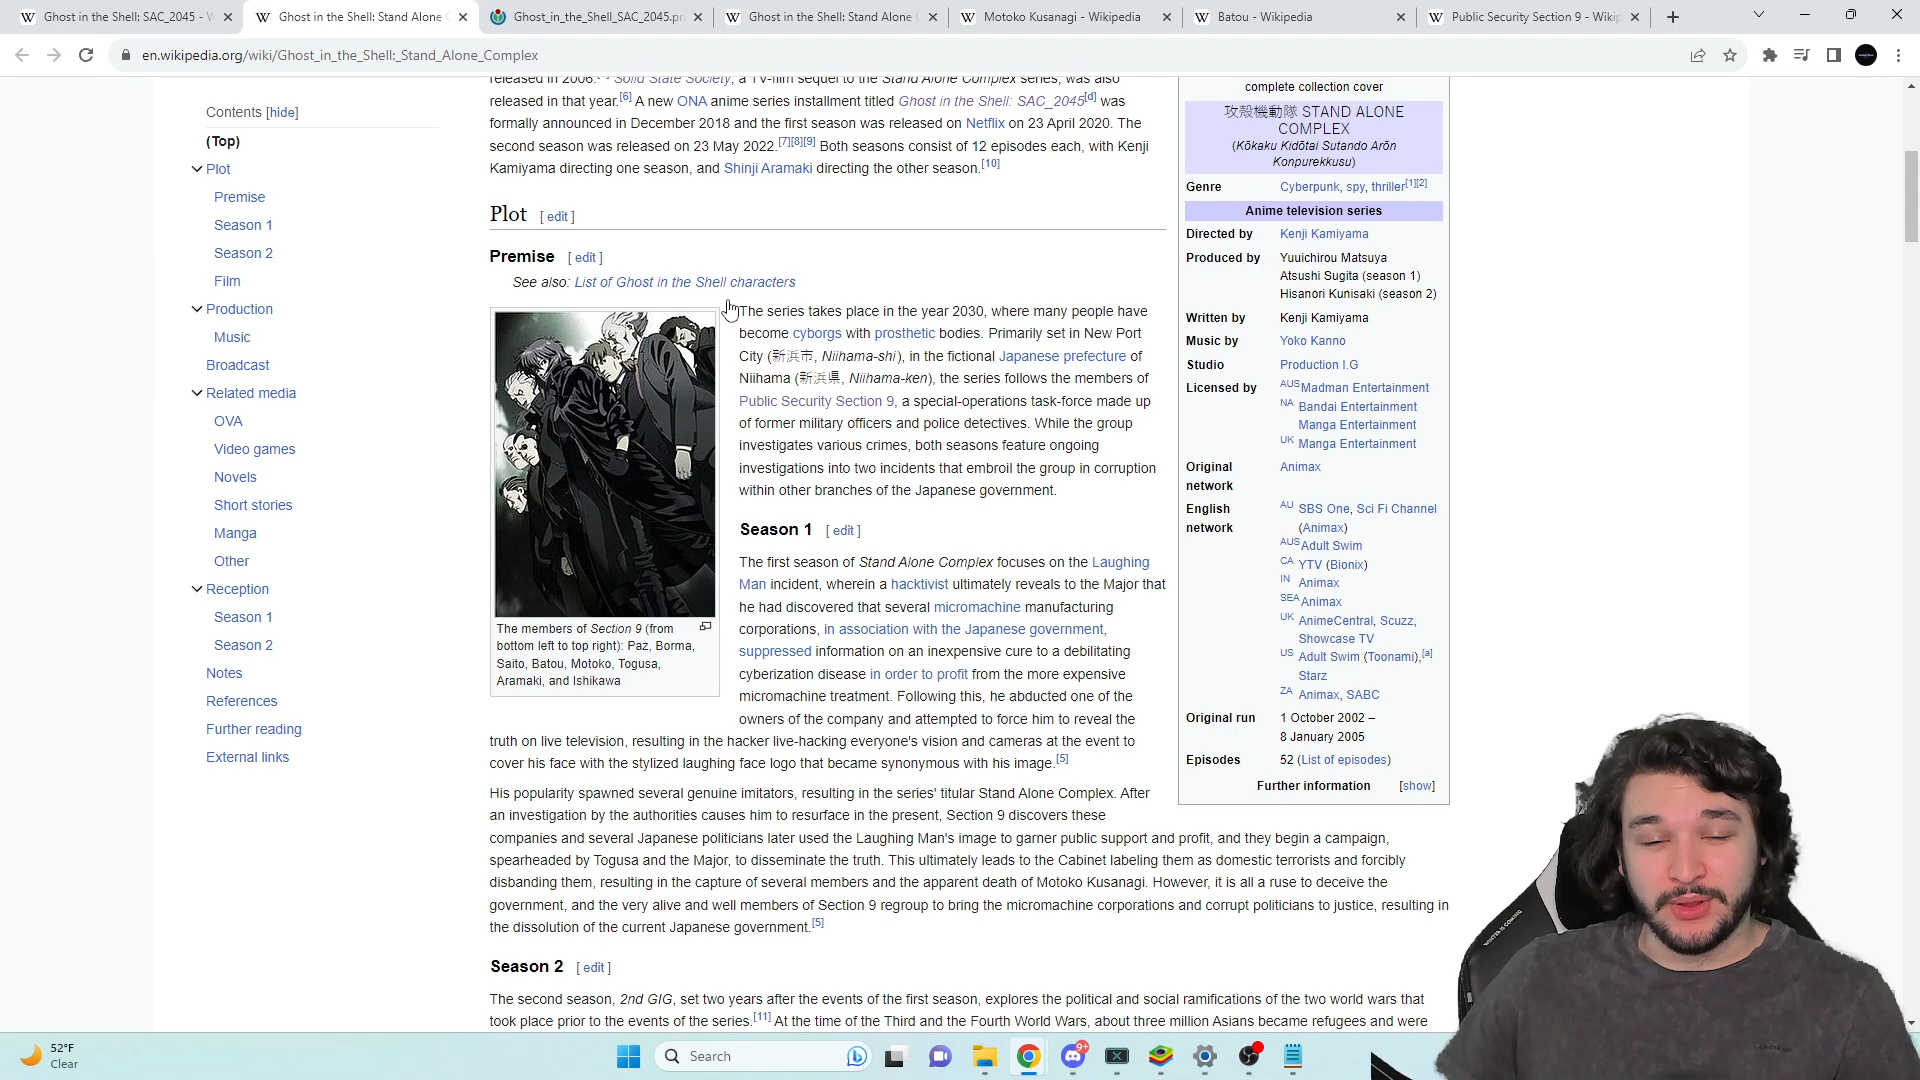 Ghost in the Shell: SAC_2045 - W
Ghost in the Shell: Stand Alone C
Ghost_in_the_Shell_SAC_2045.pn
Ghost in the Shell: Stand Alone C
Motoko Kusanagi - Wikipedia
Batou - Wikipedia
Public Security Section 9 - Wikip
en.wikipedia.org/wiki/Ghost_in_the_Shell:_Stand_Alone_Complex
Contents [hide]
(Top)
Plot
Premise
Season 1
Season 2
Film
Production
Music
Broadcast
Related media
OVA
Video games
Novels
Short stories
Manga
Other
Reception
Season 1
Season 2
Notes
References
Further reading
External links
released in 2006. Solid State Society, a TV-film sequel to the Stand Alone Complex series, was also
released in that year.[6] A new ONA anime series installment titled Ghost in the Shell: SAC_2045[d] was
formally announced in December 2018 and the first season was released on Netflix on 23 April 2020. The
second season was released on 23 May 2022.[7][8][9] Both seasons consist of 12 episodes each, with Kenji
Kamiyama directing one season, and Shinji Aramaki directing the other season.[10]
Plot [ edit ]
Premise [ edit ]
See also: List of Ghost in the Shell characters
The series takes place in the year 2030, where many people have
become cyborgs with prosthetic bodies. Primarily set in New Port
City (新浜市, Niihama-shi), in the fictional Japanese prefecture of
Niihama (新浜県, Niihama-ken), the series follows the members of
Public Security Section 9, a special-operations task-force made up
of former military officers and police detectives. While the group
investigates various crimes, both seasons feature ongoing
investigations into two incidents that embroil the group in corruption
within other branches of the Japanese government.
The members of Section 9 (from
bottom left to top right): Paz, Borma,
Saito, Batou, Motoko, Togusa,
Aramaki, and Ishikawa
Season 1 [ edit ]
The first season of Stand Alone Complex focuses on the Laughing
Man incident, wherein a hacktivist ultimately reveals to the Major that
he had discovered that several micromachine manufacturing
corporations, in association with the Japanese government,
suppressed information on an inexpensive cure to a debilitating
cyberization disease in order to profit from the more expensive
micromachine treatment. Following this, he abducted one of the
owners of the company and attempted to force him to reveal the
truth on live television, resulting in the hacker live-hacking everyone's vision and cameras at the event to
cover his face with the stylized laughing face logo that became synonymous with his image.[5]
His popularity spawned several genuine imitators, resulting in the series' titular Stand Alone Complex. After
an investigation by the authorities causes him to resurface in the present, Section 9 discovers these
companies and several Japanese politicians later used the Laughing Man's image to garner public support and profit, and they begin a campaign,
spearheaded by Togusa and the Major, to disseminate the truth. This ultimately leads to the Cabinet labeling them as domestic terrorists and forcibly
disbanding them, resulting in the capture of several members and the apparent death of Motoko Kusanagi. However, it is all a ruse to deceive the
government, and the very alive and well members of Section 9 regroup to bring the micromachine corporations and corrupt politicians to justice, resulting in
the dissolution of the current Japanese government.[5]
Season 2 [ edit ]
The second season, 2nd GIG, set two years after the events of the first season, explores the political and social ramifications of the two world wars that
took place prior to the events of the series.[11] At the time of the Third and the Fourth World Wars, about three million Asians became refugees and were
complete collection cover
攻殻機動隊 STAND ALONE
COMPLEX
(Kōkaku Kidōtai Sutando Arōn
Konpurekkusu)
Genre Cyberpunk, spy, thriller[1][2]
Anime television series
Directed by Kenji Kamiyama
Produced by Yuuichirou Matsuya
Atsushi Sugita (season 1)
Hisanori Kunisaki (season 2)
Written by Kenji Kamiyama
Music by Yoko Kanno
Studio Production I.G
Licensed by AUS Madman Entertainment
NA Bandai Entertainment
Manga Entertainment
UK Manga Entertainment
Original Animax
network
English AU SBS One, Sci Fi Channel
network (Animax)
AUS Adult Swim
CA YTV (Bionix)
IN Animax
SEA Animax
UK AnimeCentral, Scuzz,
Showcase TV
US Adult Swim (Toonami),[a]
Starz
ZA Animax, SABC
Original run 1 October 2002 –
8 January 2005
Episodes 52 (List of episodes)
Further information [show]
WINTER IS COMING
52°F
Clear
Search
9+